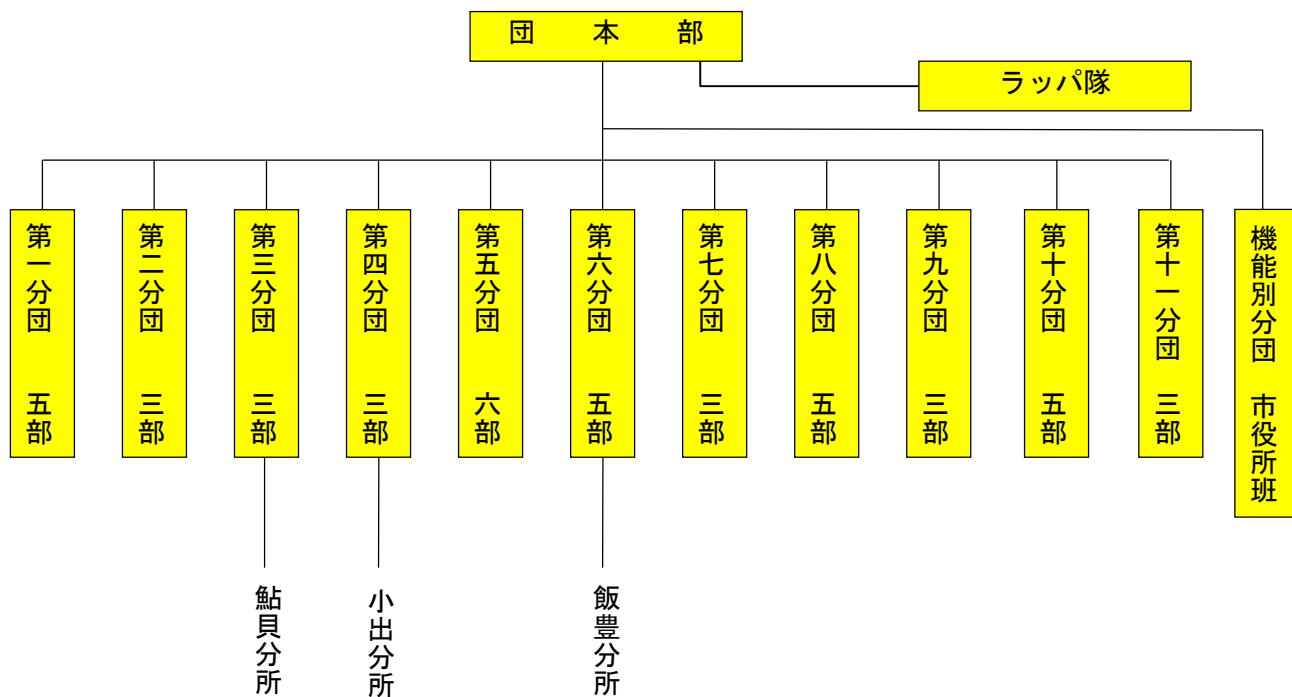 団 本 部
ラッパ隊
第一分団 五部
第二分団 三部
第三分団 三部
第四分団 三部
第五分団 六部
第六分団 五部
第七分団 三部
第八分団 五部
第九分団 三部
第十分団 五部
第十一分団 三部
機能別分団 市役所班
鮎貝分所
小出分所
飯豊分所